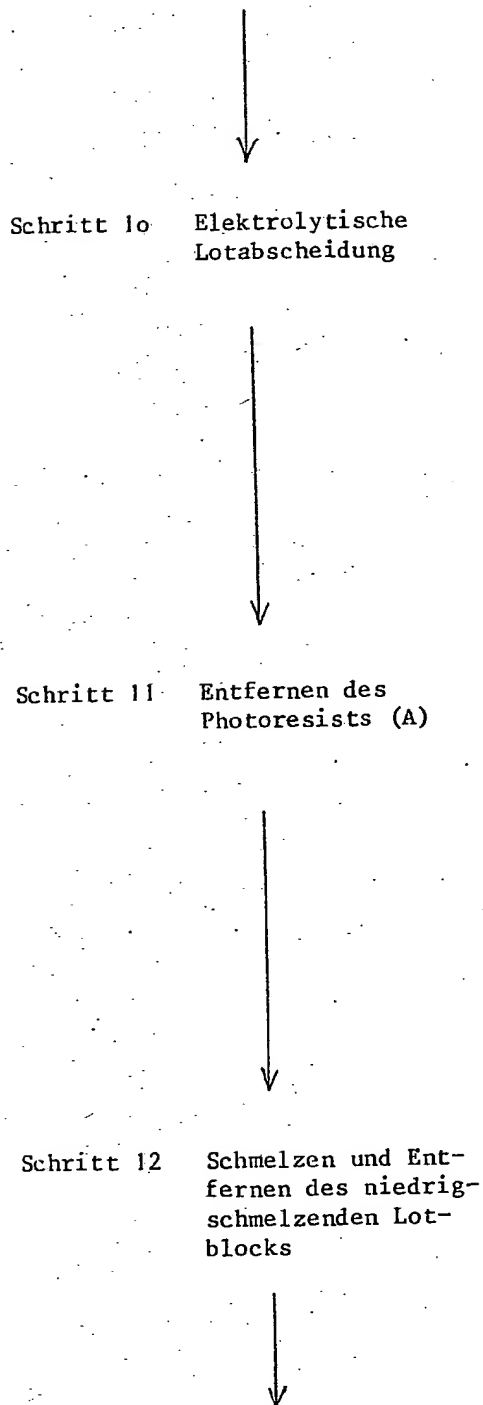 Schritt 1o Elektrolytische
Lotabscheidung
Schritt 11 Entfernen des
Photoresists (A)
Schritt 12 Schmelzen und Ent-
fernen des niedrig-
schmelzenden Lot-
blocks